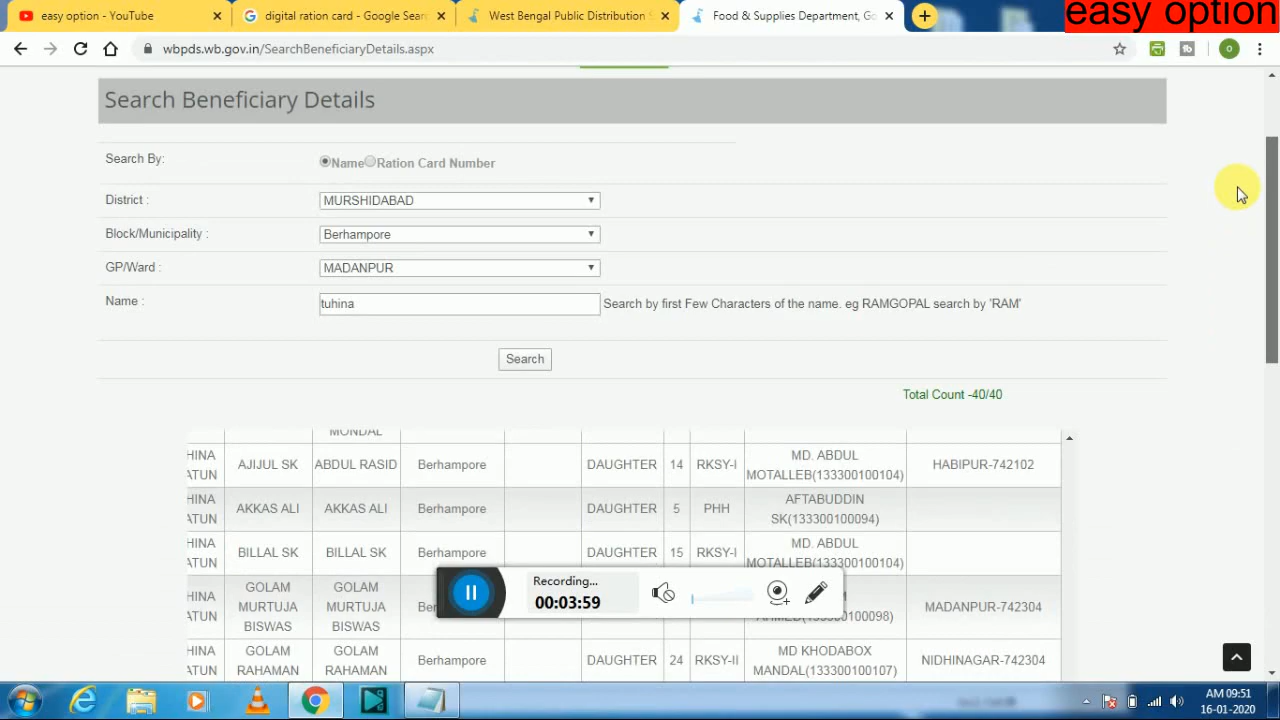 easy option - YouTube
digital ration card - Google Sear
West Bengal Public Distribution S
Food & Supplies Department, Go
easy option
wbpds.wb.gov.in/SearchBeneficiaryDetails.aspx
Search Beneficiary Details
Search By: Name Ration Card Number
District : MURSHIDABAD
Block/Municipality : Berhampore
GP/Ward : MADANPUR
Name : tuhina Search by first Few Characters of the name. eg RAMGOPAL search by 'RAM'
Search
Total Count -40/40
MONDAL
HINA ATUN AJIJUL SK ABDUL RASID Berhampore DAUGHTER 14 RKSY-I MD. ABDUL MOTALLEB(133300100104) HABIPUR-742102
HINA ATUN AKKAS ALI AKKAS ALI Berhampore DAUGHTER 5 PHH AFTABUDDIN SK(133300100094)
HINA ATUN BILLAL SK BILLAL SK Berhampore DAUGHTER 15 RKSY-I MD. ABDUL MOTALLEB(133300100104)
HINA ATUN GOLAM MURTUJA BISWAS GOLAM MURTUJA BISWAS MADANPUR-742304
HINA ATUN GOLAM RAHAMAN GOLAM RAHAMAN Berhampore DAUGHTER 24 RKSY-II MD KHODABOX MANDAL(133300100107) NIDHINAGAR-742304
Recording...
00:03:59
AM 09:51
16-01-2020